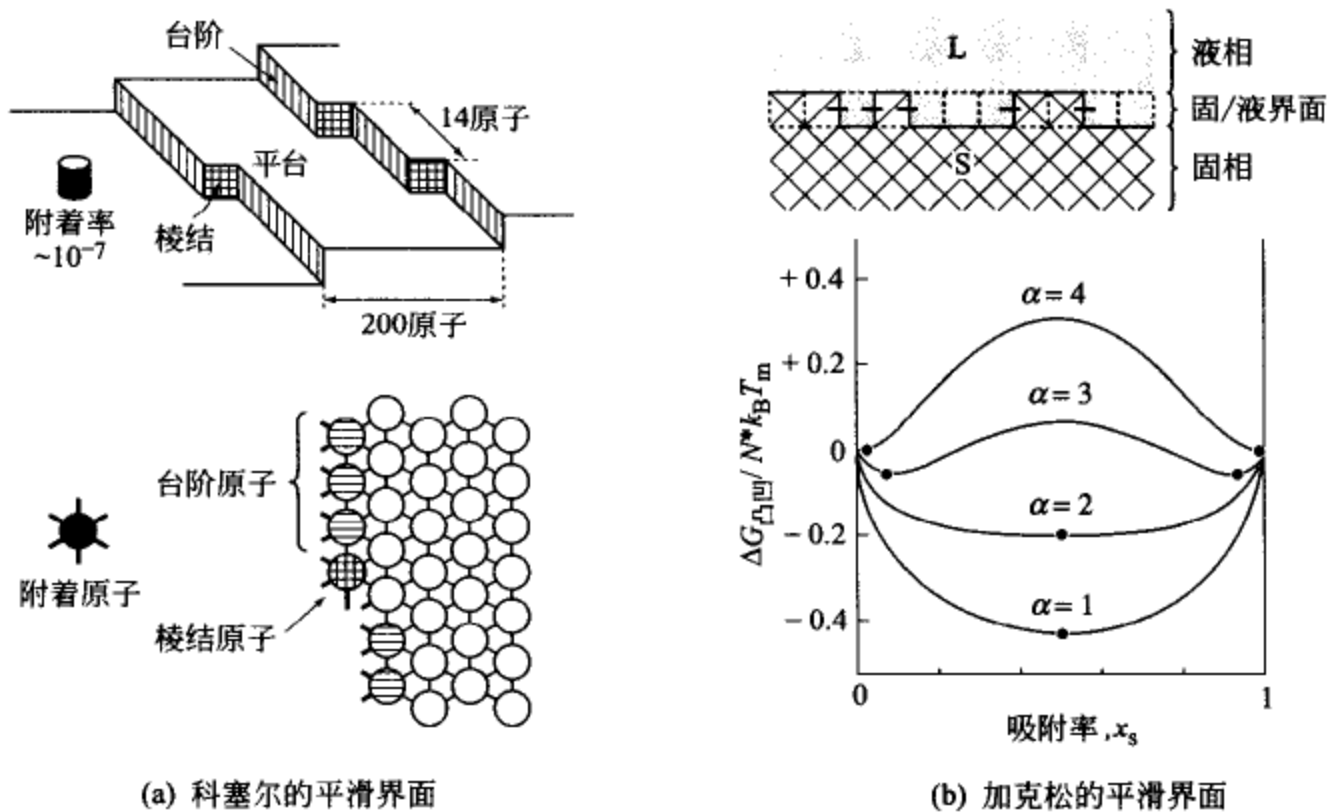 台阶
14原子
平台
附着率
~10⁻⁷
棱结
200原子
台阶原子
附着原子
棱结原子
(a) 科塞尔的平滑界面
L
液相
固/液界面
S
固相
+0.4
+0.2
0
-0.2
-0.4
ΔG凸凹/N*k_BT_m
α=4
α=3
α=2
α=1
0
1
吸附率,x_s
(b) 加克松的平滑界面